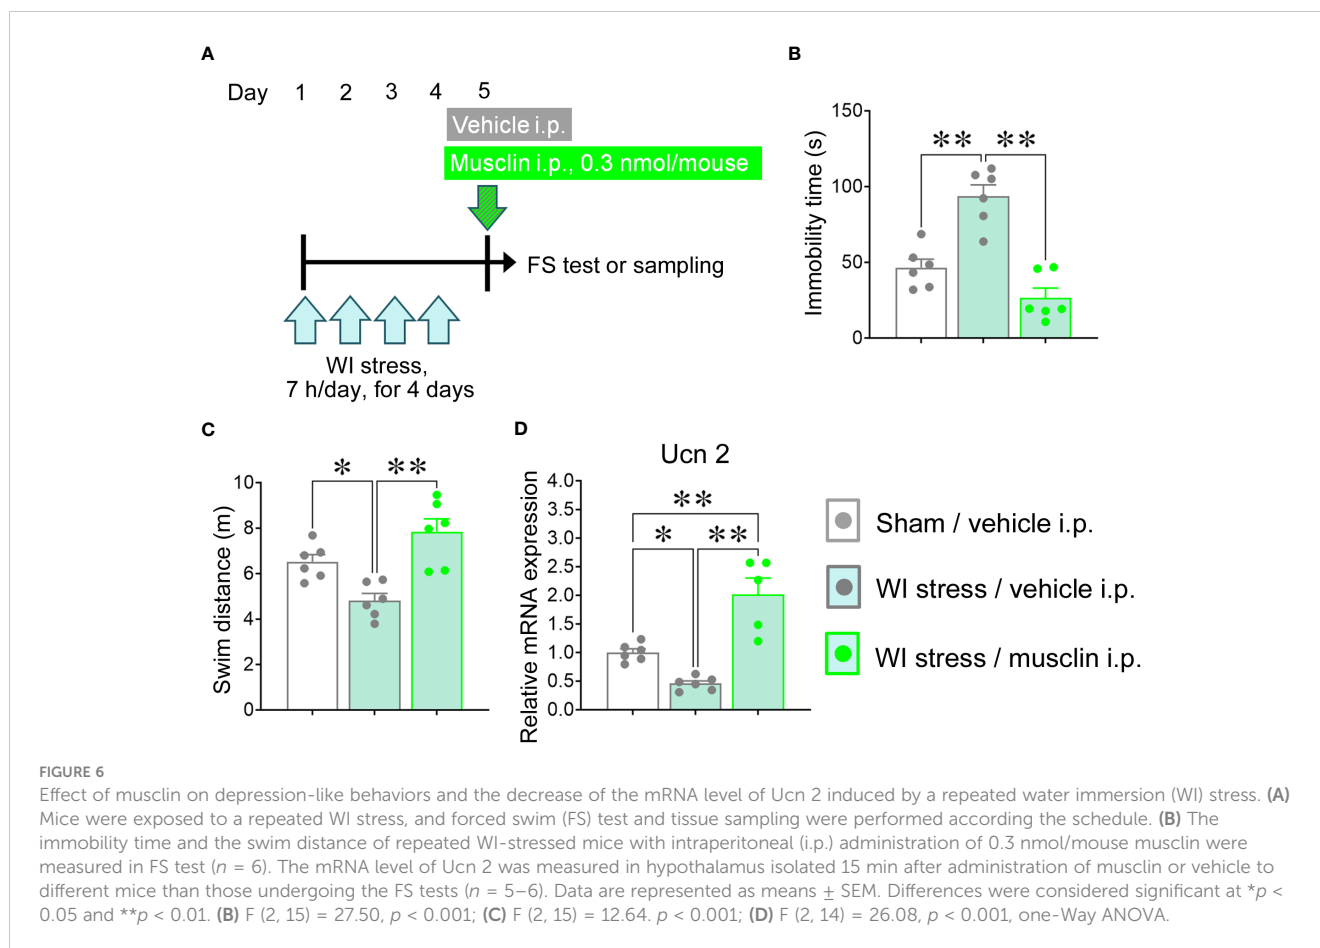 A
Day 1 2 3 4 5
Vehicle i.p.
Musclin i.p., 0.3 nmol/mouse
FS test or sampling
WI stress,
7 h/day, for 4 days
B
Immobility time (s)
150
100
50
0
** **
C
Swim distance (m)
10
8
6
4
2
0
* **
D
Ucn 2
Relative mRNA expression
4.0
3.5
3.0
2.5
2.0
1.5
1.0
0.5
0.0
**
* **
Sham / vehicle i.p.
WI stress / vehicle i.p.
WI stress / musclin i.p.
FIGURE 6
Effect of musclin on depression-like behaviors and the decrease of the mRNA level of Ucn 2 induced by a repeated water immersion (WI) stress. (A)
Mice were exposed to a repeated WI stress, and forced swim (FS) test and tissue sampling were performed according the schedule. (B) The
immobility time and the swim distance of repeated WI-stressed mice with intraperitoneal (i.p.) administration of 0.3 nmol/mouse musclin were
measured in FS test (n = 6). The mRNA level of Ucn 2 was measured in hypothalamus isolated 15 min after administration of musclin or vehicle to
different mice than those undergoing the FS tests (n = 5–6). Data are represented as means ± SEM. Differences were considered significant at *p <
0.05 and **p < 0.01. (B) F (2, 15) = 27.50, p < 0.001; (C) F (2, 15) = 12.64. p < 0.001; (D) F (2, 14) = 26.08, p < 0.001, one-Way ANOVA.